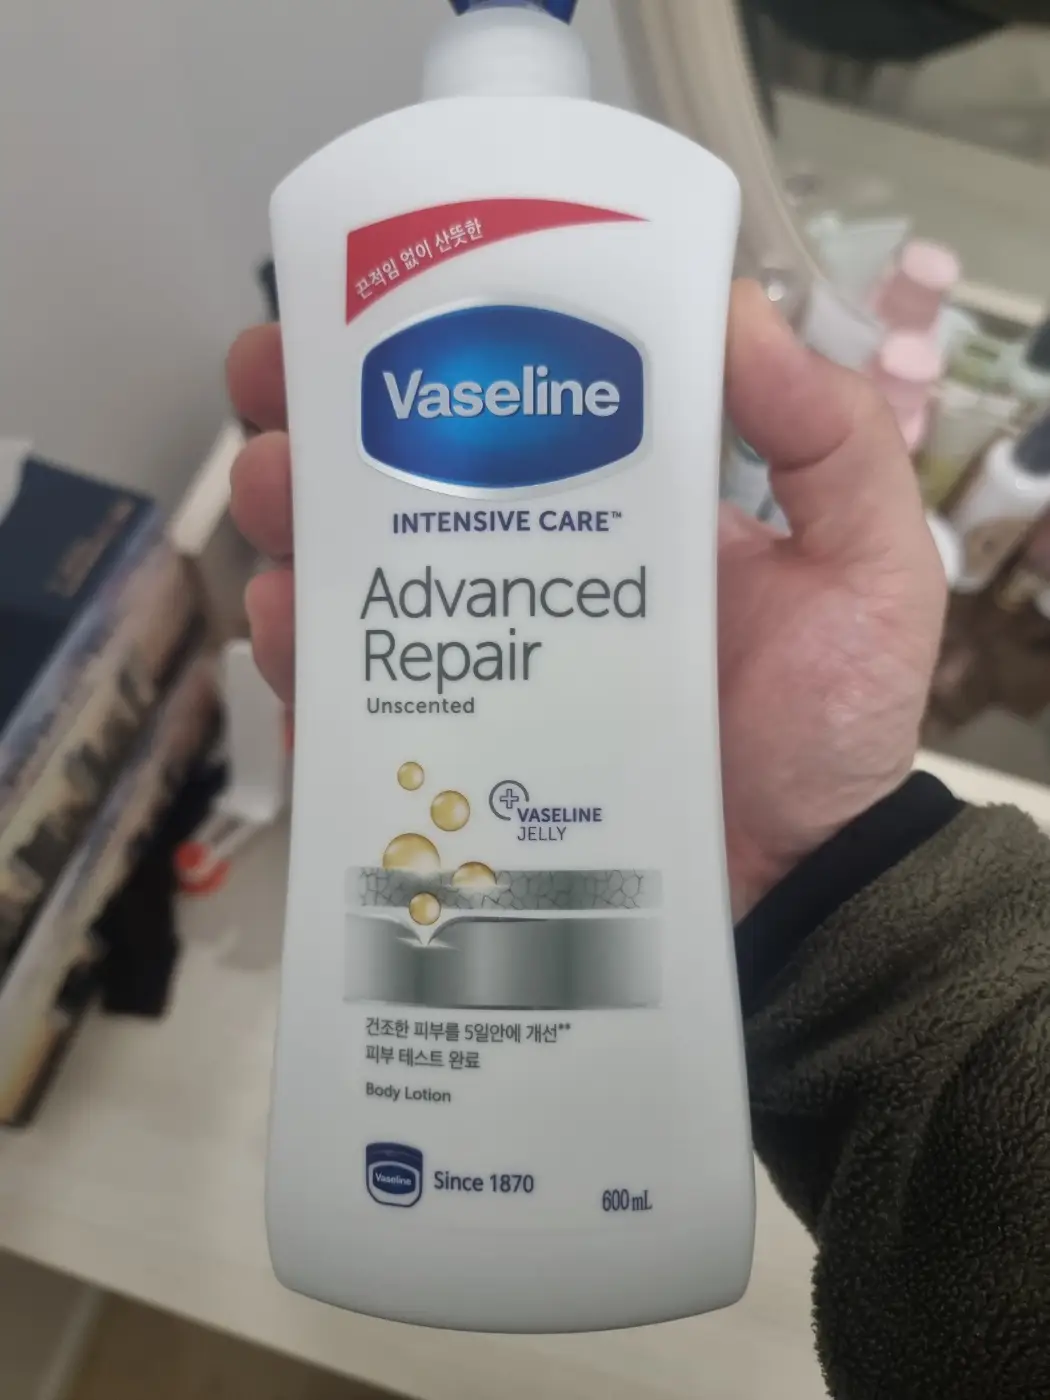 끈적임 없이 산뜻한
Vaseline
INTENSIVE CARE™
Advanced
Repair
Unscented
VASELINE
JELLY
건조한 피부를 5일안에 개선**
피부 테스트 완료
Body Lotion
Vaseline
Since 1870
600 mL